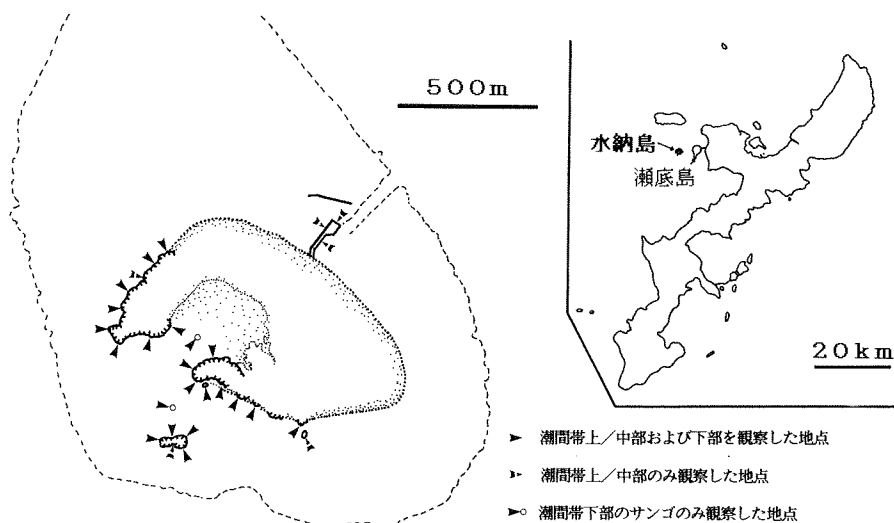 500m
水納島
瀬底島
20km
潮間帯上／中部および下部を観察した地点
潮間帯上／中部のみ観察した地点
潮間帯下部のサンゴのみ観察した地点